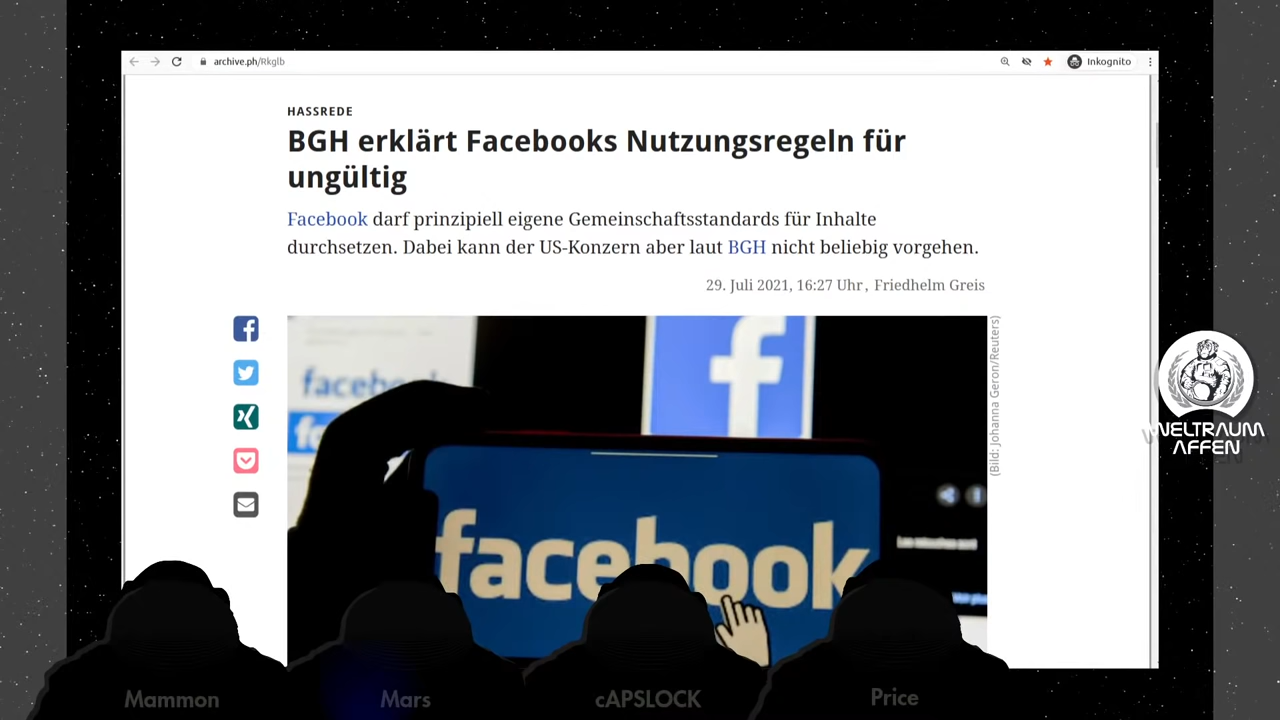 archive.ph/Rkglb
Inkognito
HASSREDE
BGH erklärt Facebooks Nutzungsregeln für
ungültig
Facebook darf prinzipiell eigene Gemeinschaftsstandards für Inhalte
durchsetzen. Dabei kann der US-Konzern aber laut BGH nicht beliebig vorgehen.
29. Juli 2021, 16:27 Uhr, Friedhelm Greis
(Bild: Johanna Geron/Reuters)
facebook
WELTRAUM
AFFEN
Mammon
Mars
cAPSLOCK
Price